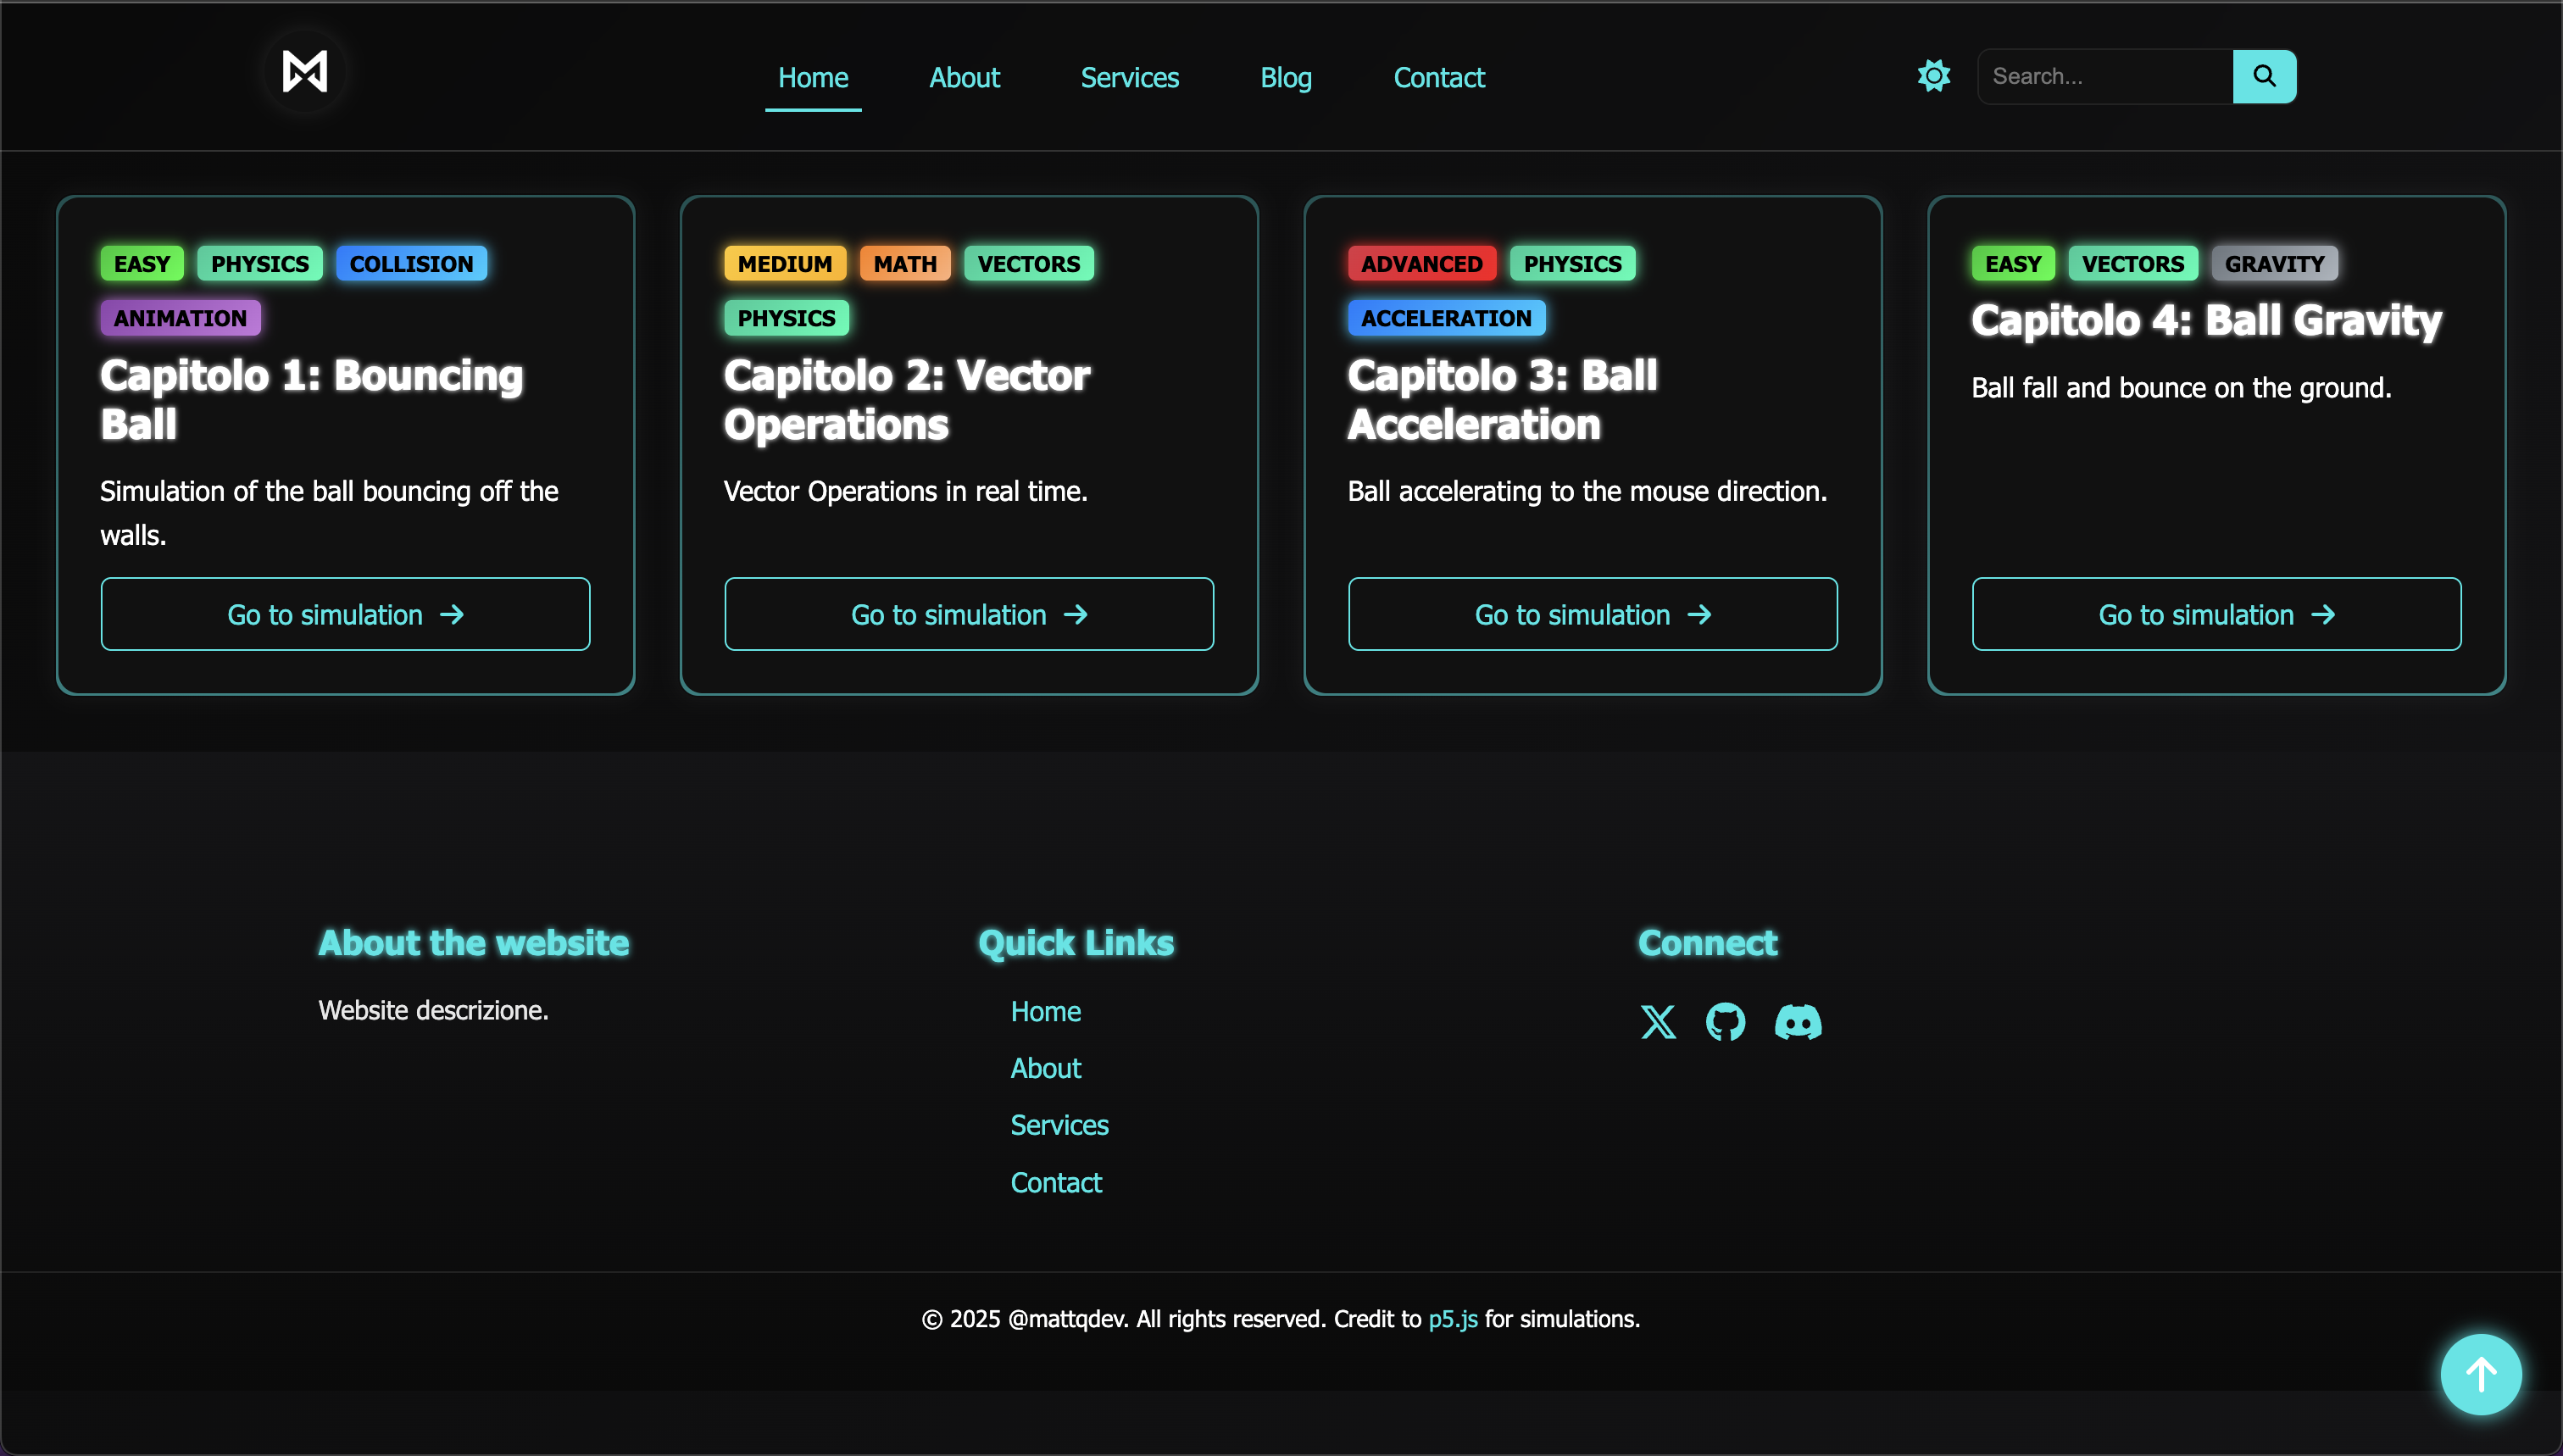 Home About Services Blog Contact
Search...
EASY PHYSICS COLLISION
ANIMATION
Capitolo 1: Bouncing
Ball
Simulation of the ball bouncing off the
walls.
Go to simulation
MEDIUM MATH VECTORS
PHYSICS
Capitolo 2: Vector
Operations
Vector Operations in real time.
Go to simulation
ADVANCED PHYSICS
ACCELERATION
Capitolo 3: Ball
Acceleration
Ball accelerating to the mouse direction.
Go to simulation
EASY VECTORS GRAVITY
Capitolo 4: Ball Gravity
Ball fall and bounce on the ground.
Go to simulation
About the website
Website descrizione.
Quick Links
Home
About
Services
Contact
Connect
© 2025 @mattqdev. All rights reserved. Credit to p5.js for simulations.